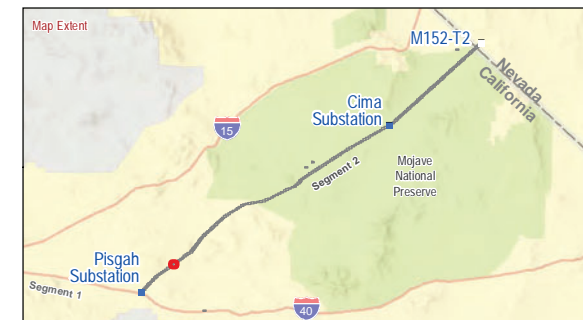 Map Extent
M152-T2
Nevada
California
Cima
Substation
15
Mojave
National
Preserve
Segment 2
Pisgah
Substation
Segment 1
40